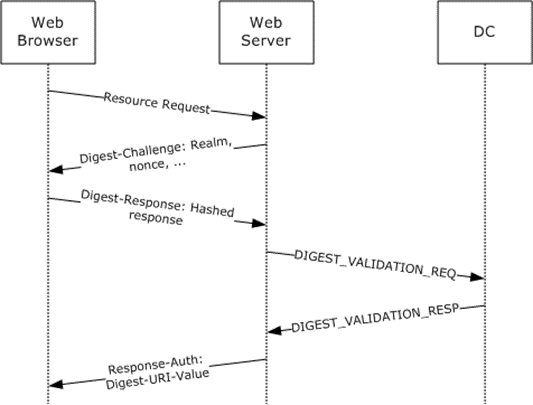 Web
Browser
Web
Server
DC
Resource Request
Digest-Challenge: Realm,
nonce, ...
Digest-Response: Hashed
response
DIGEST_VALIDATION_REQ
DIGEST_VALIDATION_RESP
Response-Auth:
Digest-URI-Value